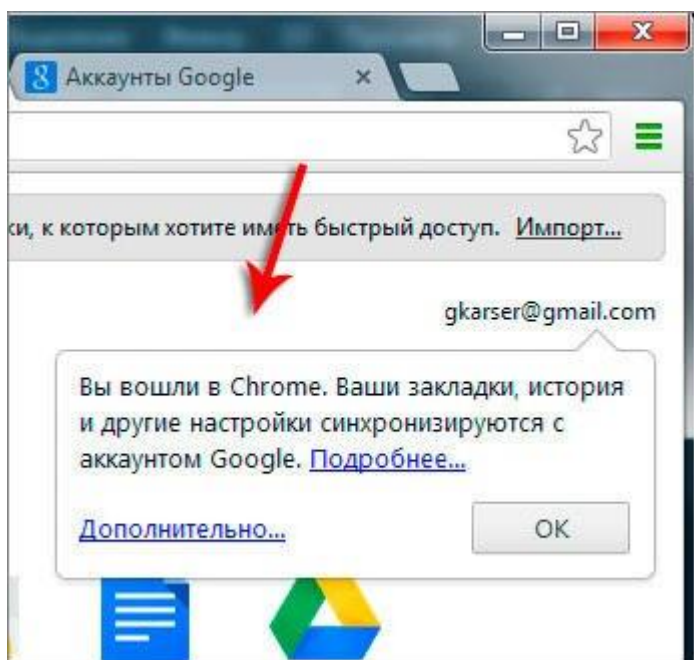 Аккаунты Google
ки, к которым хотите иметь быстрый доступ. Импорт...
gkarser@gmail.com
Вы вошли в Chrome. Ваши закладки, история
и другие настройки синхронизируются с
аккаунтом Google. Подробнее...
Дополнительно...
OK